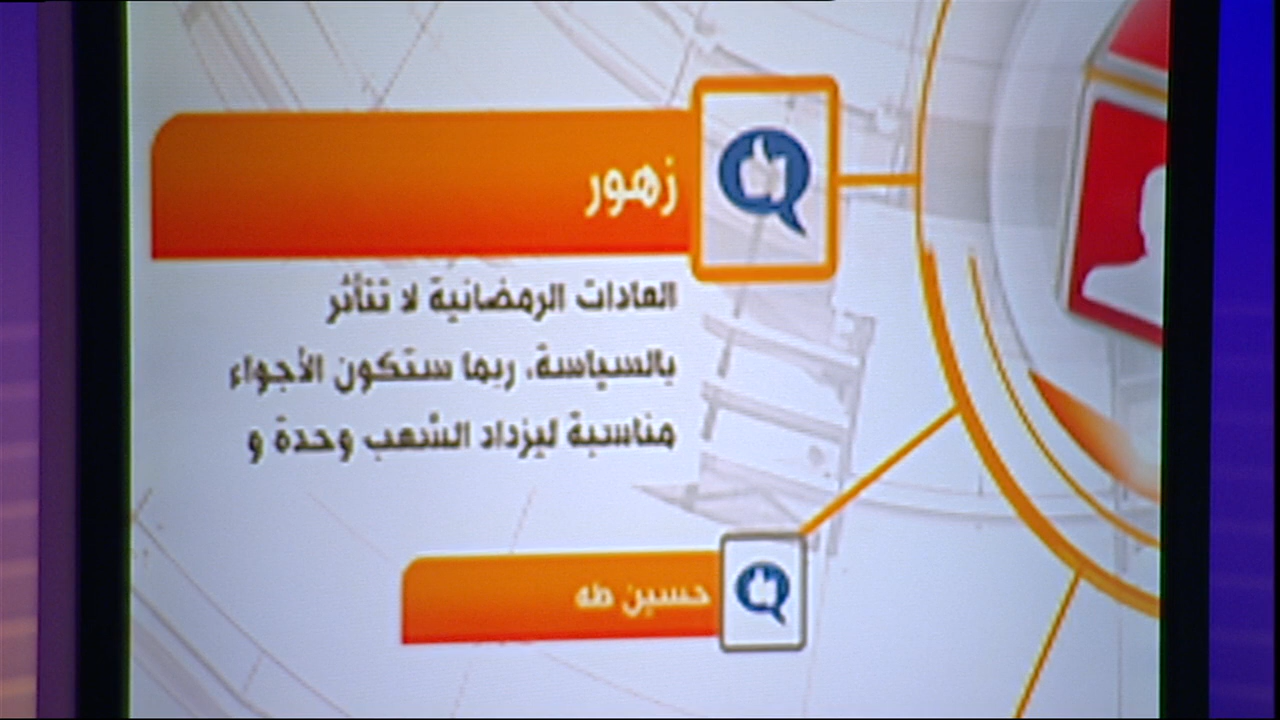 زهور
العادات الرمضانية لا تتأثر
بالسياسة، ربما ستكون الأجواء
مناسبة ليزداد الشعب وحدة و
حسين طه